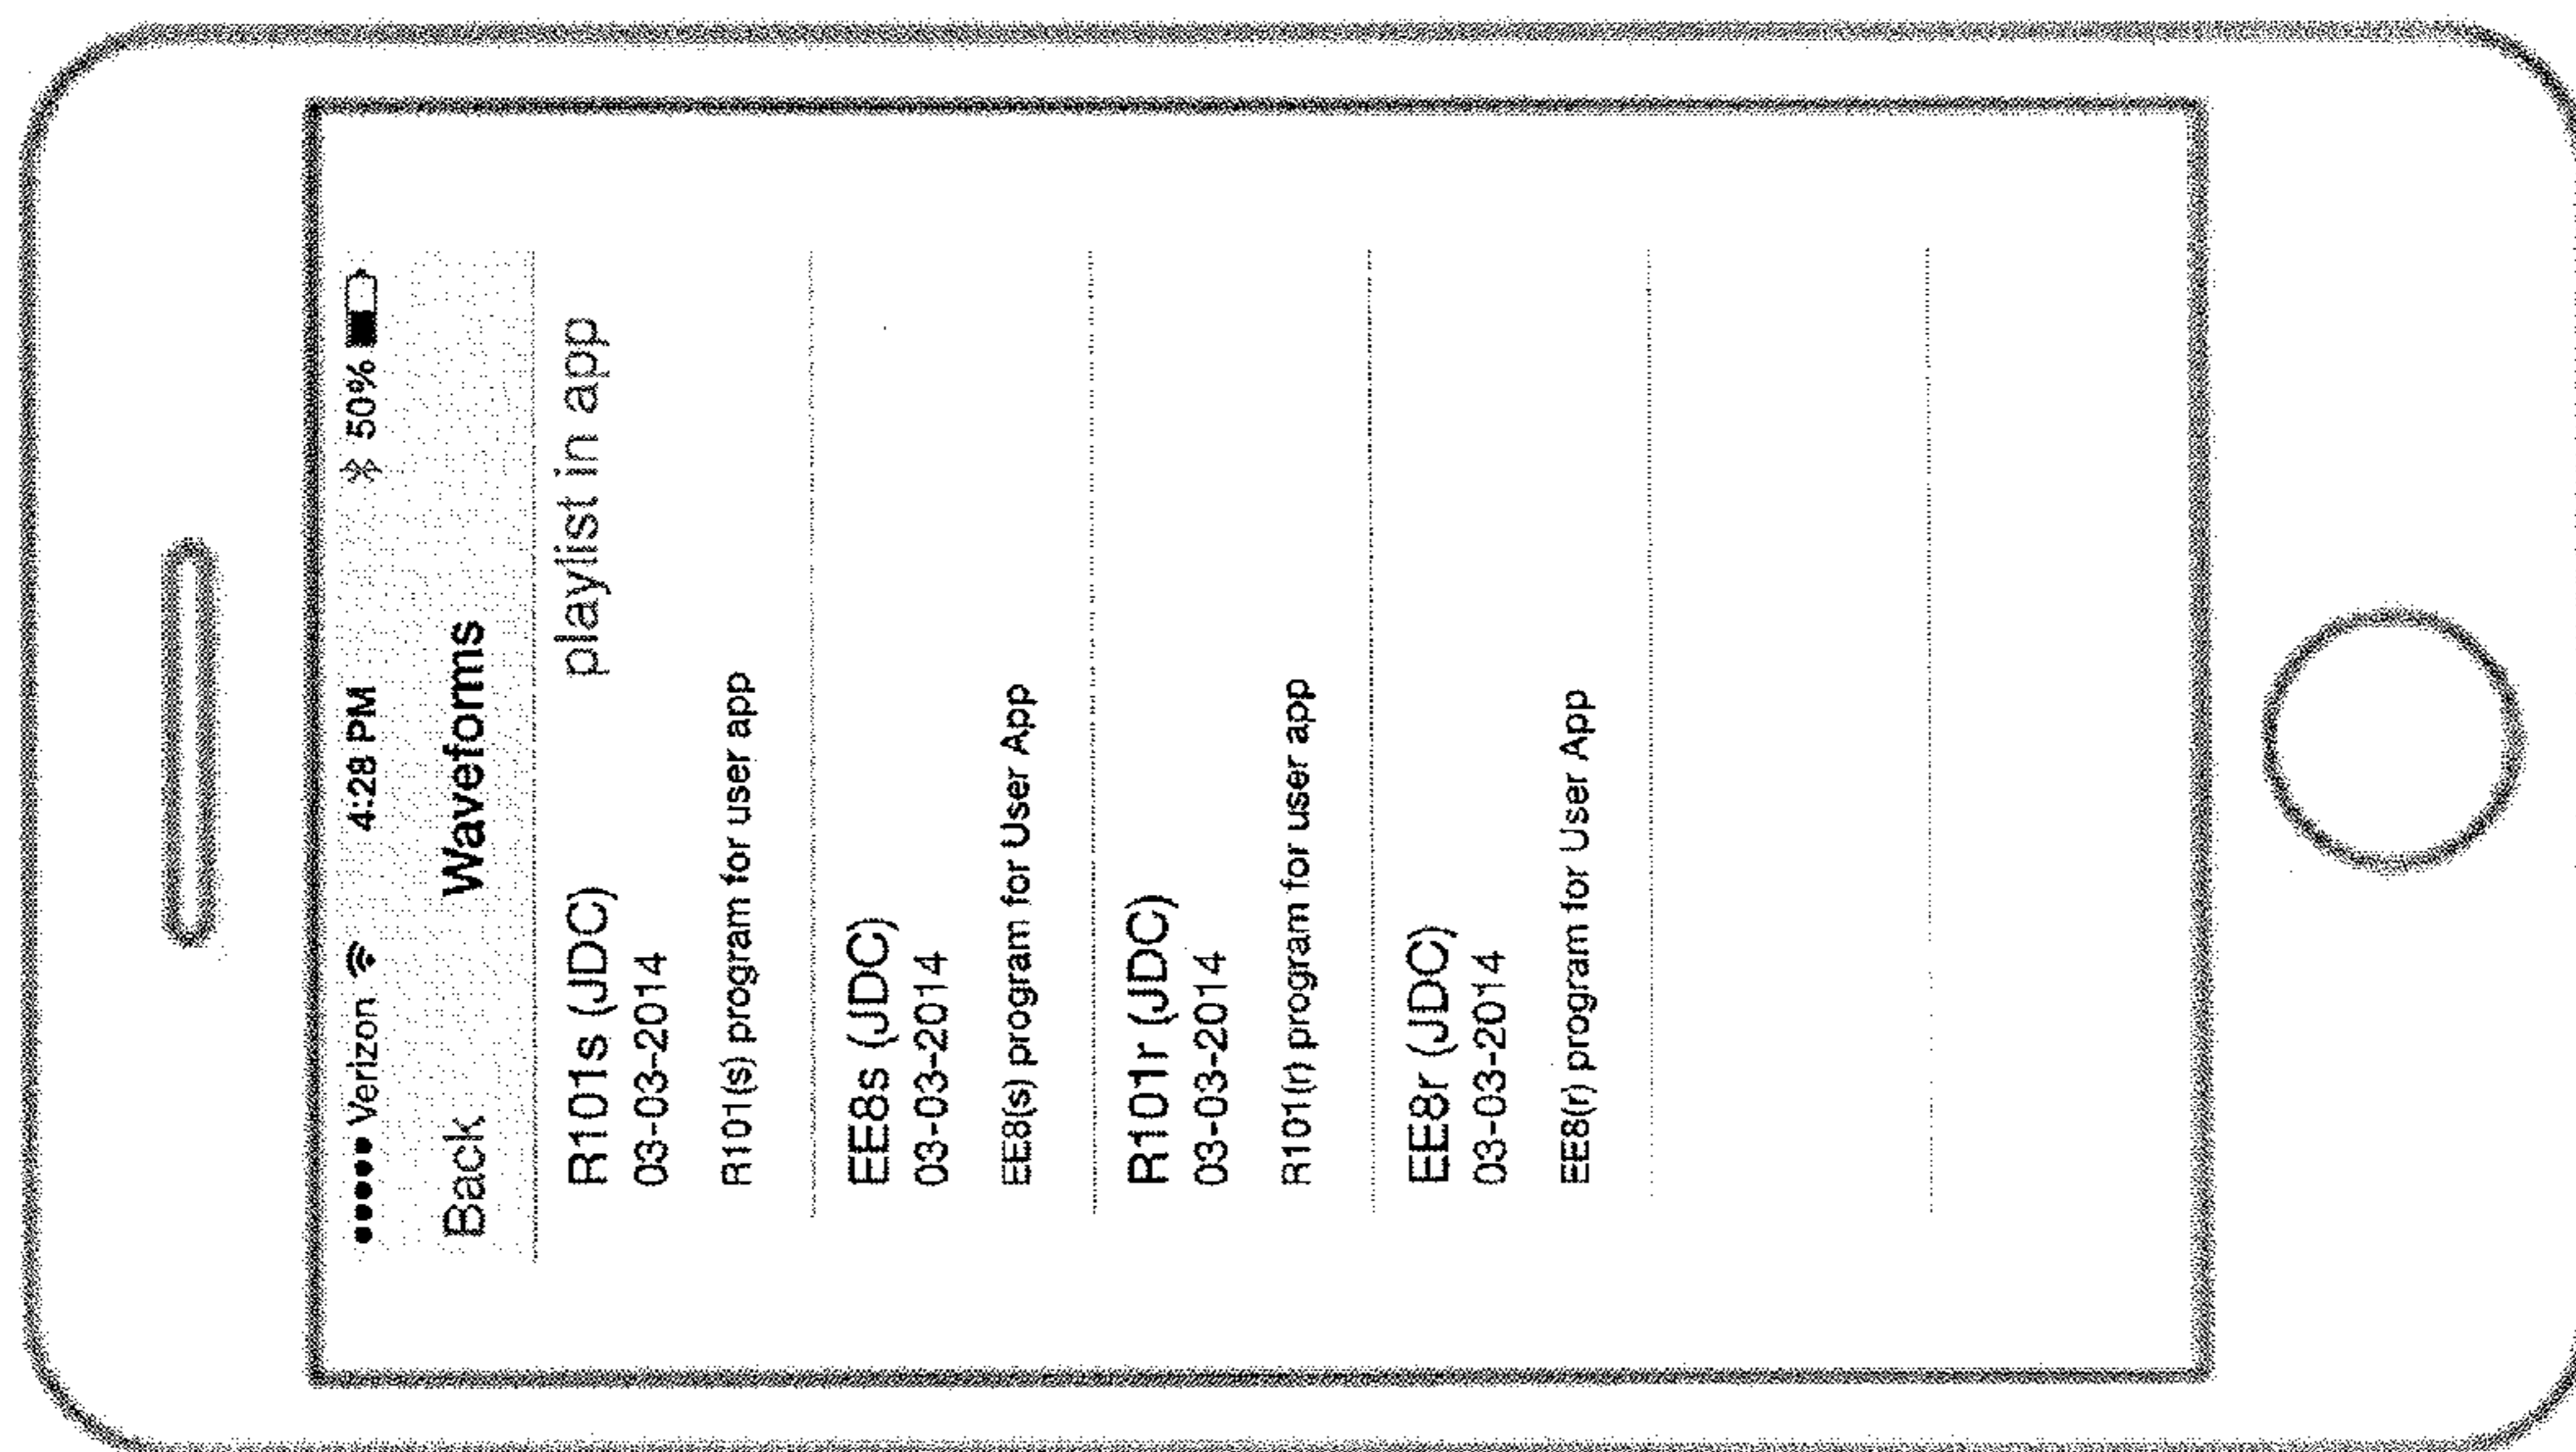 ●●●●● Verizon 4:28 PM 50%
Back Waveforms
R101s (JDC) playlist in app
03-03-2014
R101(s) program for user app
EE8s (JDC)
03-03-2014
EE8(s) program for User App
R101r (JDC)
03-03-2014
R101(r) program for user app
EE8r (JDC)
03-03-2014
EE8(r) program for User App